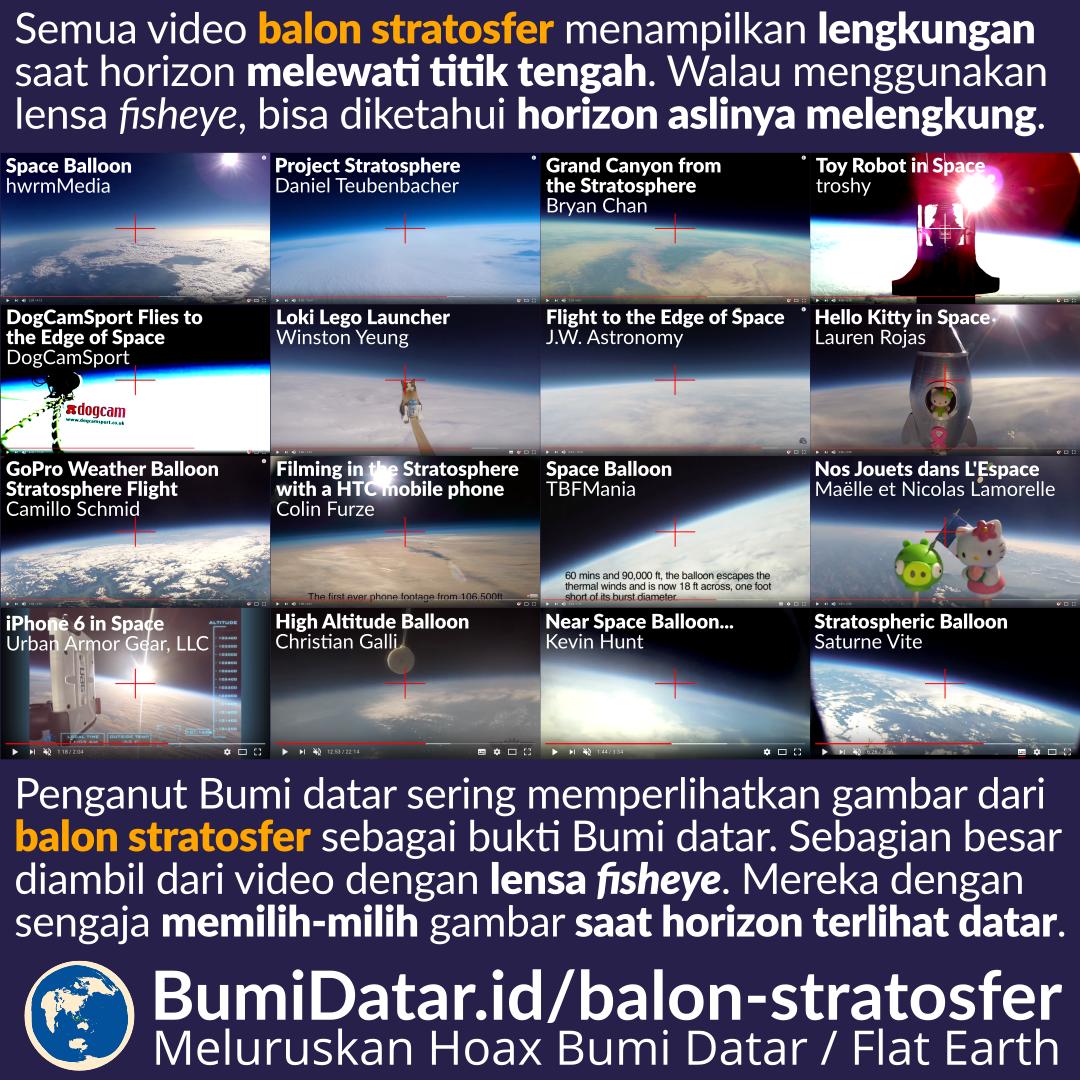 Semua video balon stratosfer menampilkan lengkungan
saat horizon melewati titik tengah. Walau menggunakan
lensa fisheye, bisa diketahui horizon aslinya melengkung.
Space Balloon
hwrmMedia
Project Stratosphere
Daniel Teubenbacher
Grand Canyon from
the Stratosphere
Bryan Chan
Toy Robot in Space
troshy
DogCamSport Flies to
the Edge of Space
DogCamSport
dogcam
www.dogcamsport.co.uk
Loki Lego Launcher
Winston Yeung
Flight to the Edge of Space
J.W. Astronomy
Hello Kitty in Space
Lauren Rojas
GoPro Weather Balloon
Stratosphere Flight
Camillo Schmid
Filming in the Stratosphere
with a HTC mobile phone
Colin Furze
The first ever phone footage from 106,500ft
Space Balloon
TBFMania
60 mins and 90,000 ft, the balloon escapes the
thermal winds and is now 18 ft across, one foot
short of its burst diameter.
Nos Jouets dans L'Espace
Maëlle et Nicolas Lamorelle
iPhone 6 in Space
Urban Armor Gear, LLC
ALTITUDE
LOCAL TIME
OUTSIDE TEMP
1:18 / 2:04
High Altitude Balloon
Christian Galli
12:53 / 22:14
Near Space Balloon...
Kevin Hunt
1:44 / 3:34
Stratospheric Balloon
Saturne Vite
Penganut Bumi datar sering memperlihatkan gambar dari
balon stratosfer sebagai bukti Bumi datar. Sebagian besar
diambil dari video dengan lensa fisheye. Mereka dengan
sengaja memilih-milih gambar saat horizon terlihat datar.
BumiDatar.id/balon-stratosfer
Meluruskan Hoax Bumi Datar / Flat Earth